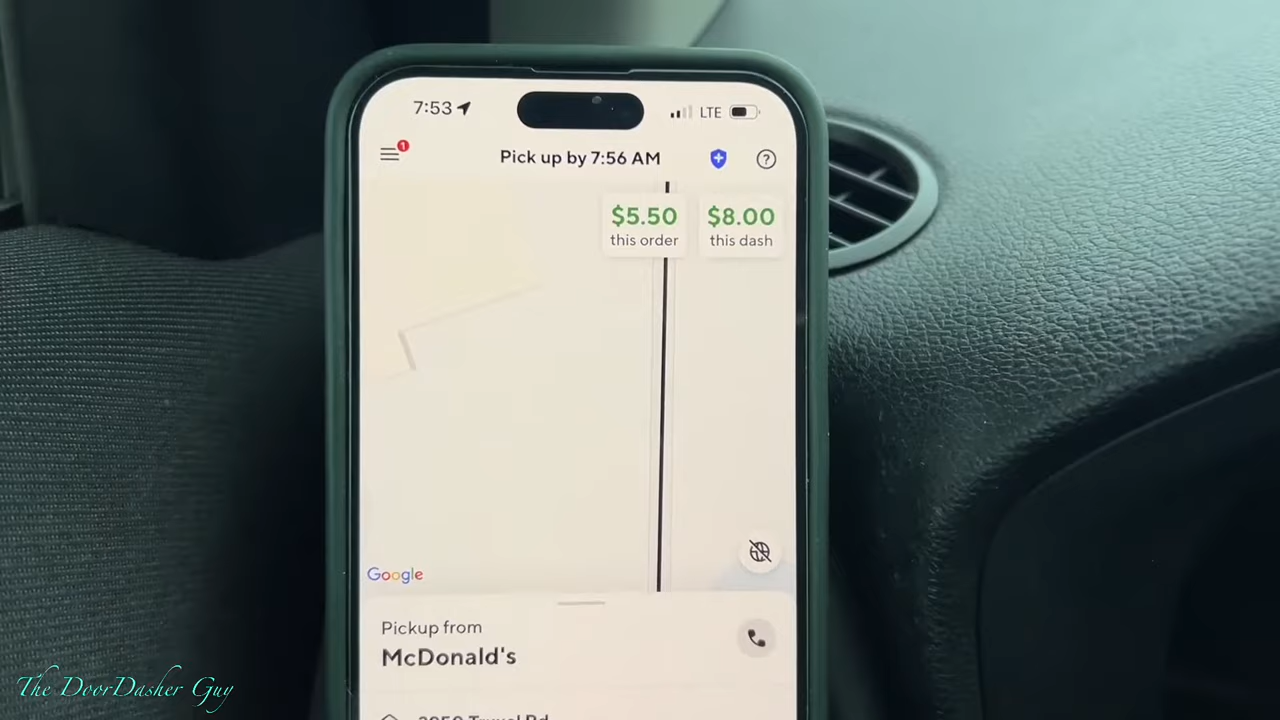 7:53
LTE
1
Pick up by 7:56 AM
?
$5.50
this order
$8.00
this dash
Google
Pickup from
McDonald's
The DoorDasher Guy